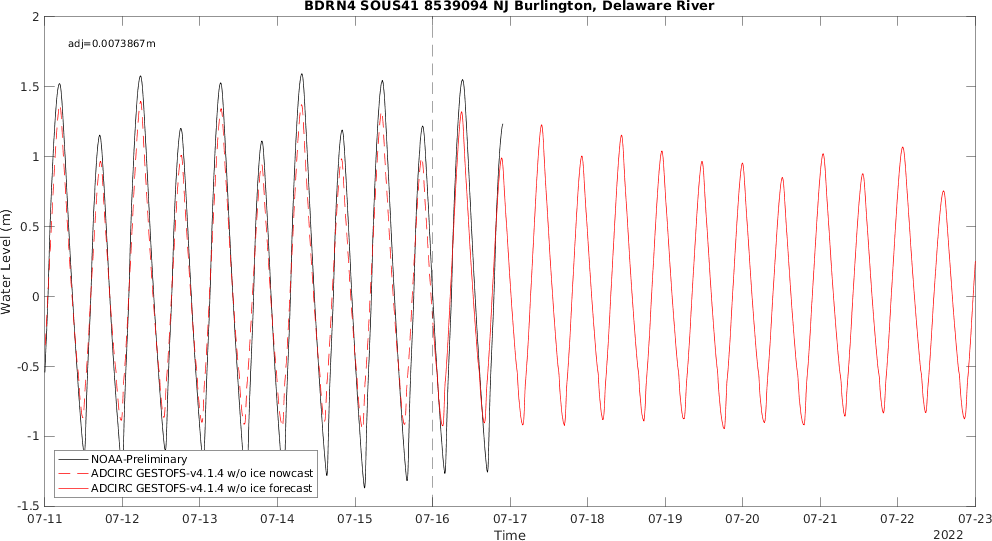 BDRN4 SOUS41 8539094 NJ Burlington, Delaware River
adj=0.0073867m
Water Level (m)
2
1.5
1
0.5
0
-0.5
-1
-1.5
NOAA-Preliminary
ADCIRC GESTOFS-v4.1.4 w/o ice nowcast
ADCIRC GESTOFS-v4.1.4 w/o ice forecast
07-11 07-12 07-13 07-14 07-15 07-16 07-17 07-18 07-19 07-20 07-21 07-22 07-23
Time
2022